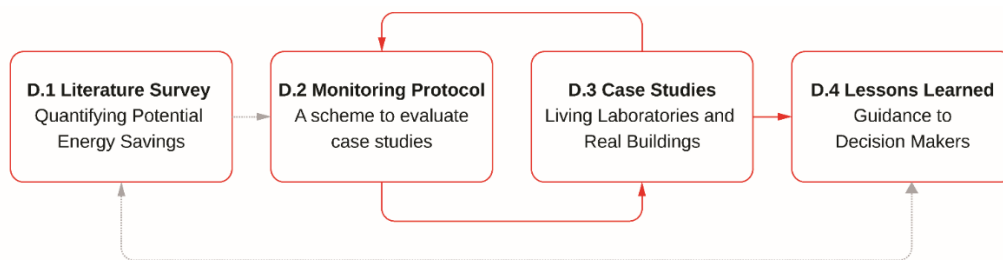 D.1 Literature Survey
Quantifying Potential
Energy Savings
D.2 Monitoring Protocol
A scheme to evaluate
case studies
D.3 Case Studies
Living Laboratories and
Real Buildings
D.4 Lessons Learned
Guidance to
Decision Makers